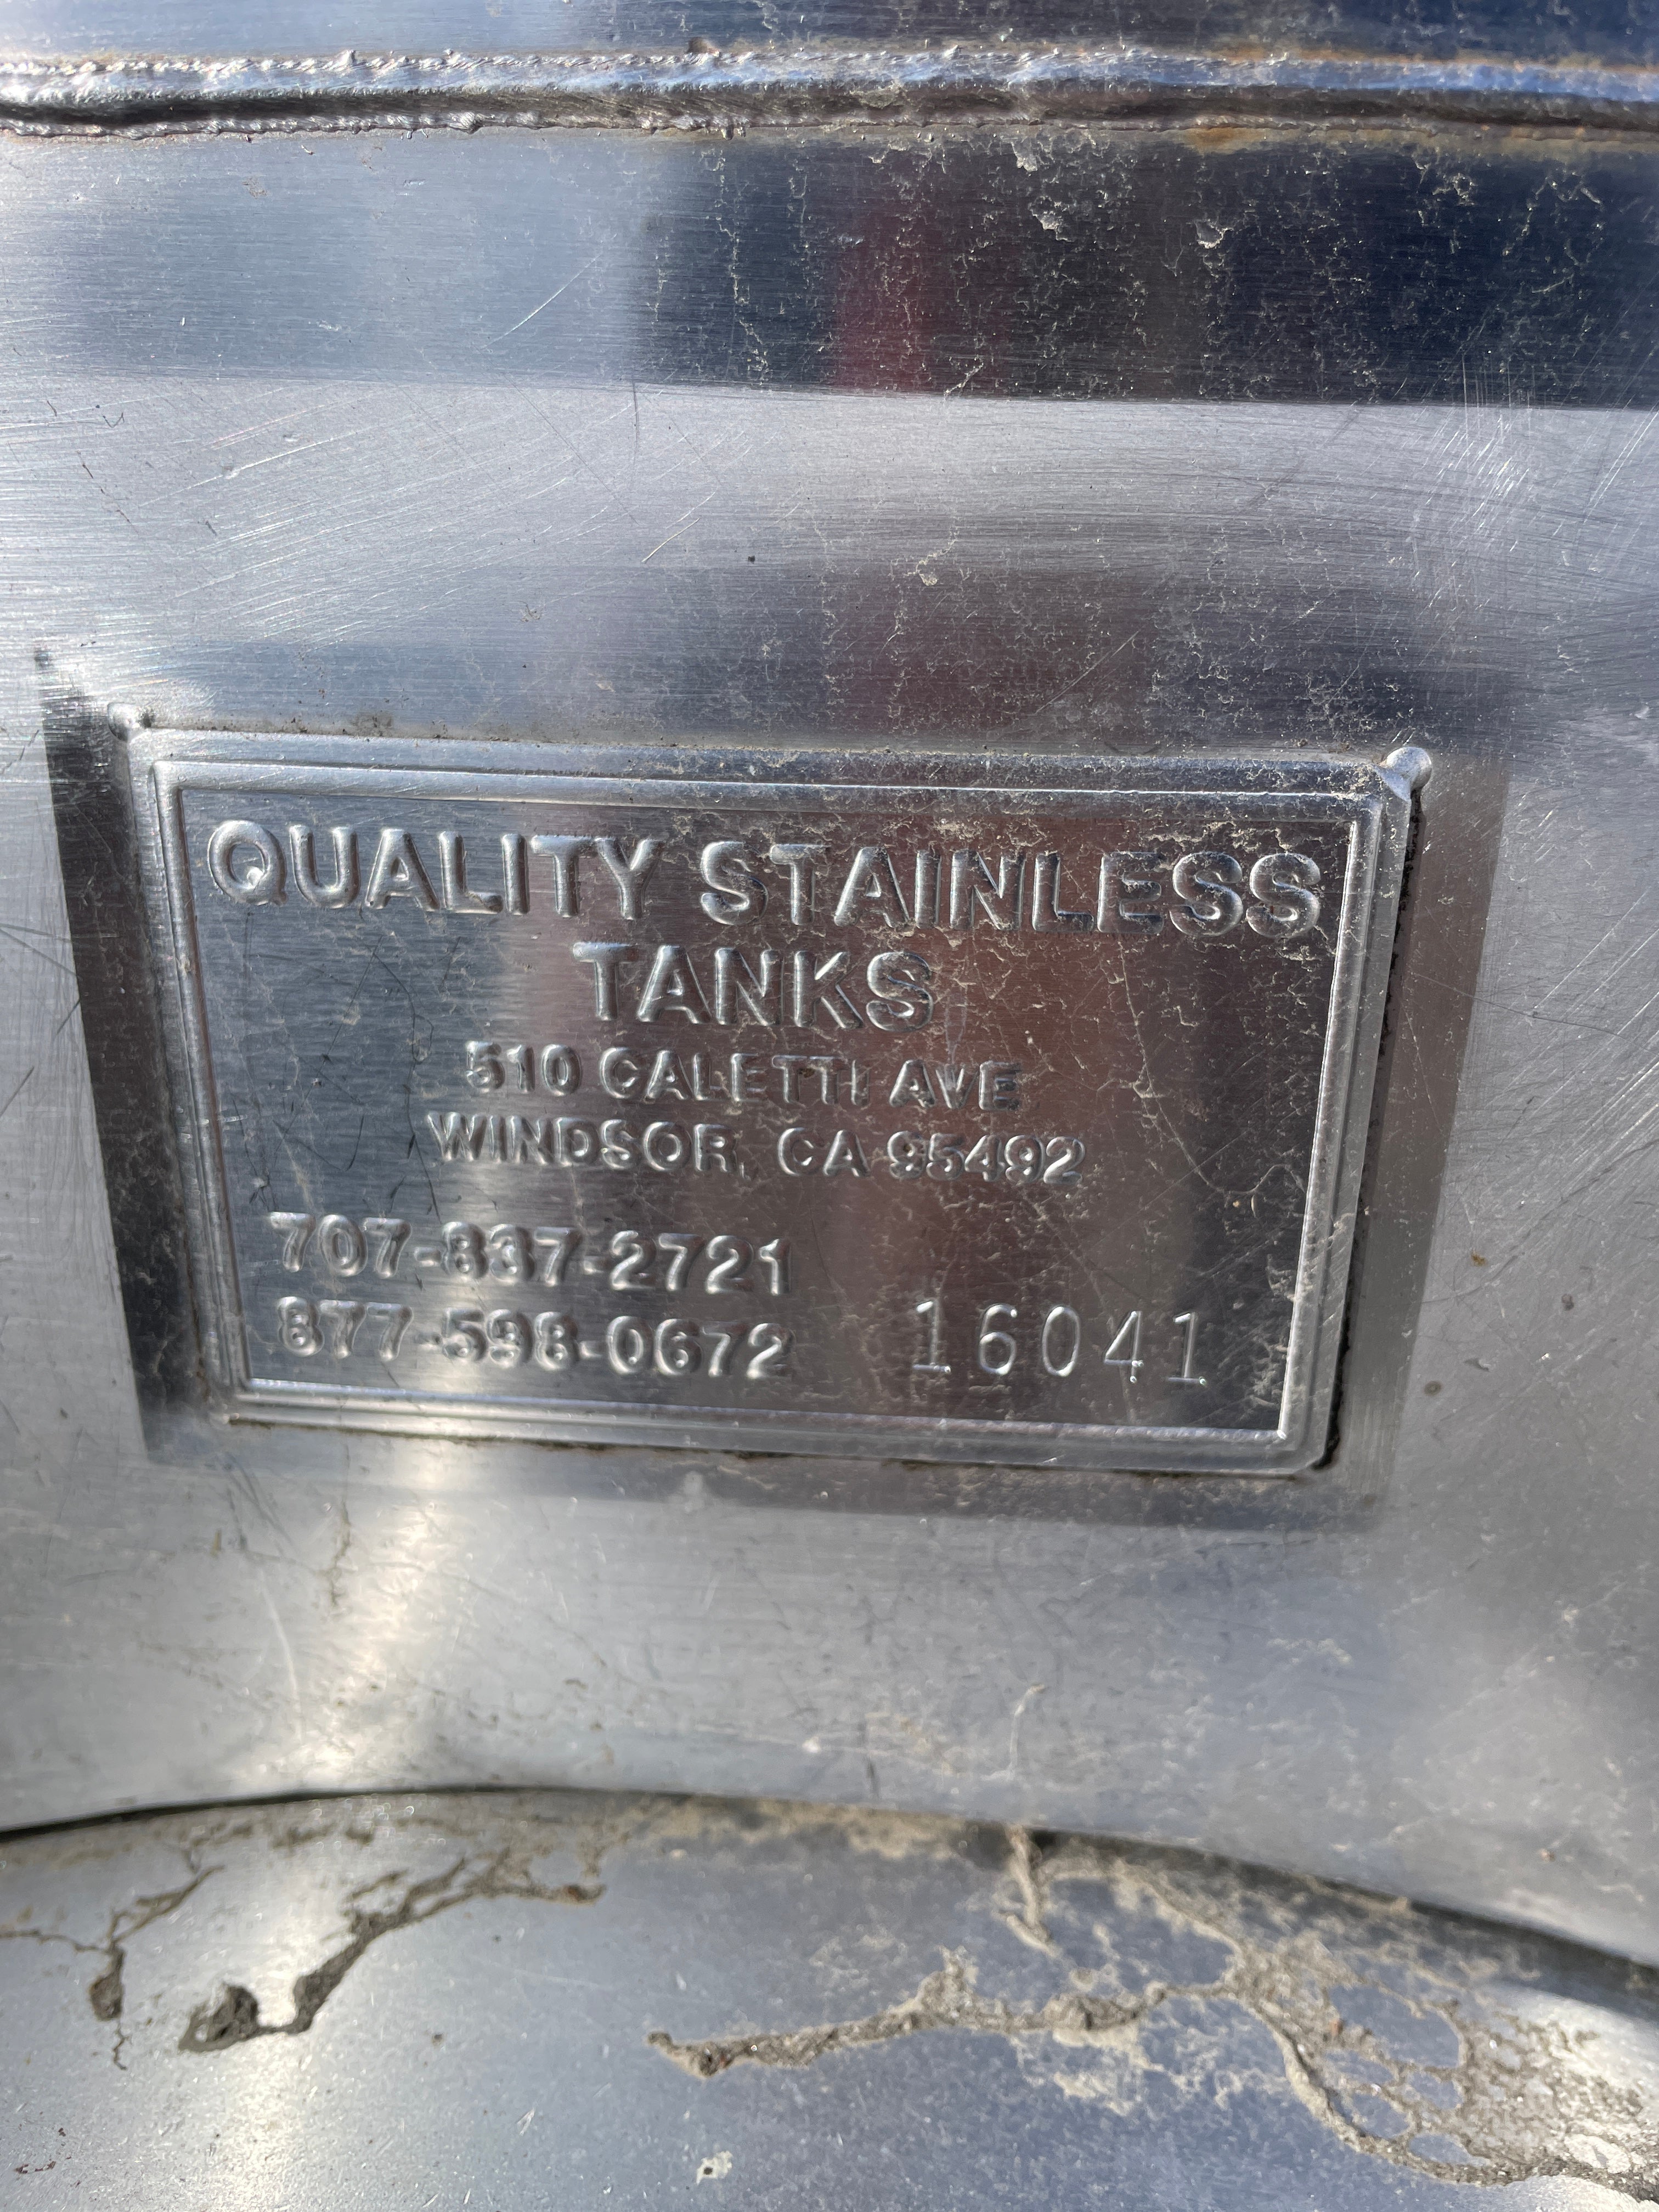 QUALITY STAINLESS
TANKS
510 CALETTI AVE
WINDSOR, CA 95492
707-837-2721
877-598-0672 16041